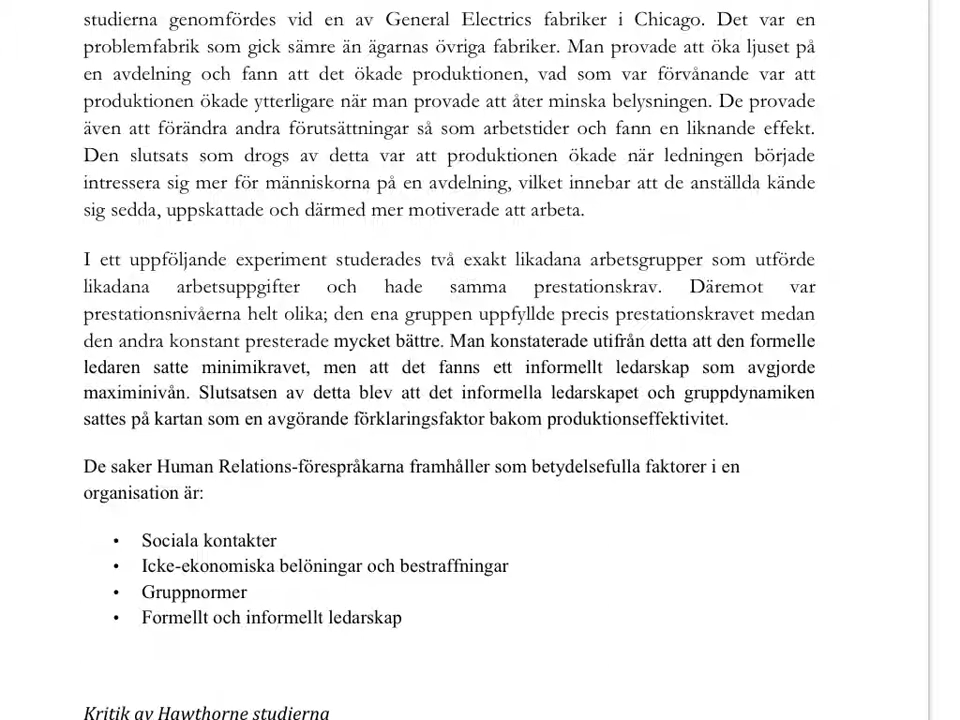 studierna genomfördes vid en av General Electrics fabriker i Chicago. Det var en
problemfabrik som gick sämre än ägarnas övriga fabriker. Man provade att öka ljuset på
en avdelning och fann att det ökade produktionen, vad som var förvånande var att
produktionen ökade ytterligare när man provade att åter minska belysningen. De provade
även att förändra andra förutsättningar så som arbetstider och fann en liknande effekt.
Den slutsats som drogs av detta var att produktionen ökade när ledningen började
intressera sig mer för människorna på en avdelning, vilket innebar att de anställda kände
sig sedda, uppskattade och därmed mer motiverade att arbeta.
I ett uppföljande experiment studerades två exakt likadana arbetsgrupper som utförde
likadana arbetsuppgifter och hade samma prestationskrav. Däremot var
prestationsnivåerna helt olika; den ena gruppen uppfyllde precis prestationskravet medan
den andra konstant presterade mycket bättre. Man konstaterade utifrån detta att den formelle
ledaren satte minimikravet, men att det fanns ett informellt ledarskap som avgjorde
maximinivån. Slutsatsen av detta blev att det informella ledarskapet och gruppdynamiken
sattes på kartan som en avgörande förklaringsfaktor bakom produktionseffektivitet.
De saker Human Relations-förespråkarna framhåller som betydelsefulla faktorer i en
organisation är:
• Sociala kontakter
• Icke-ekonomiska belöningar och bestraffningar
• Gruppnormer
• Formellt och informellt ledarskap
Kritik av Hawthorne studierna